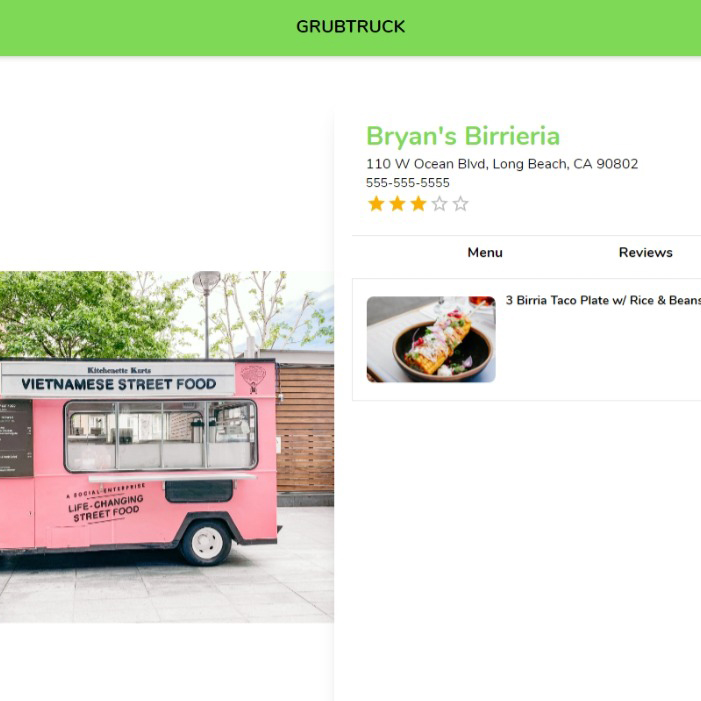 GRUBTRUCK
Bryan's Birrieria
110 W Ocean Blvd, Long Beach, CA 90802
555-555-5555
Menu
Reviews
3 Birria Taco Plate w/ Rice & Beans
Kitchenette Karts
VIETNAMESE STREET FOOD
A SOCIAL ENTERPRISE
LIFE-CHANGING
STREET FOOD